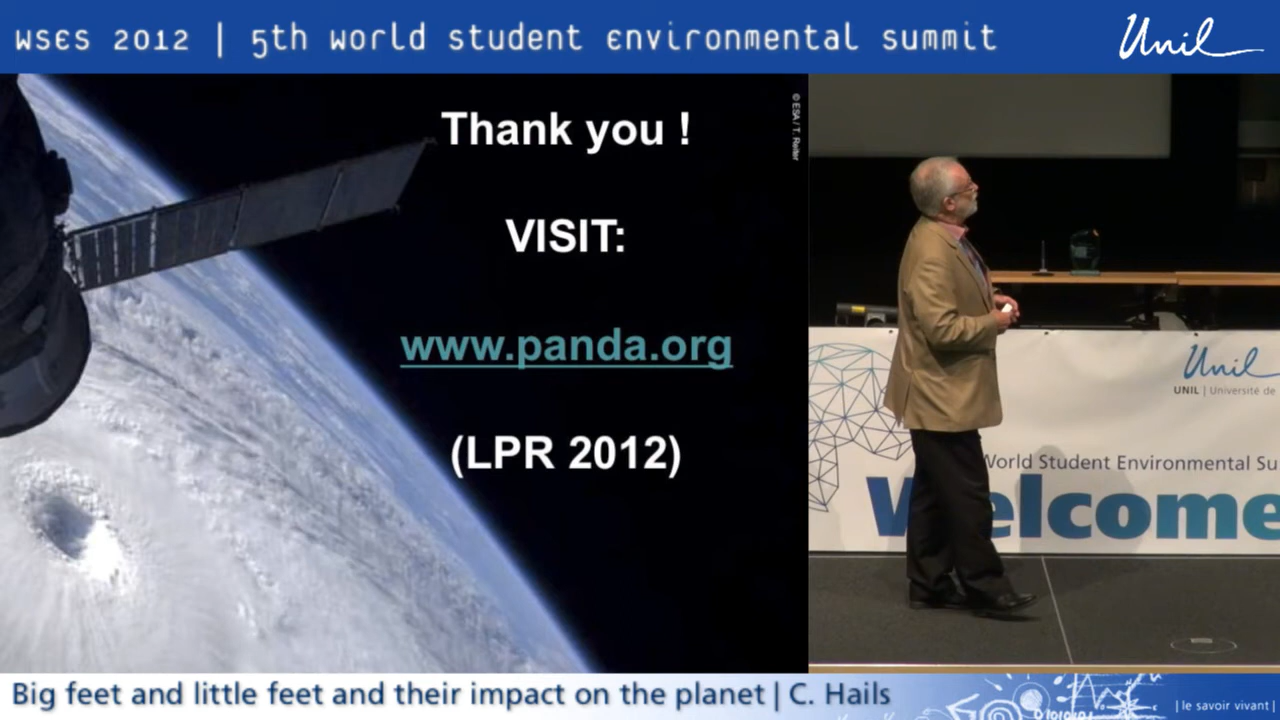 WSES 2012 | 5th world student environmental summit
Unil
Thank you !
VISIT:
www.panda.org
(LPR 2012)
© ESA / T. Reiter
Unil
UNIL | Université de
World Student Environmental Su
Welcome
Big feet and little feet and their impact on the planet | C. Hails
| le savoir vivant |